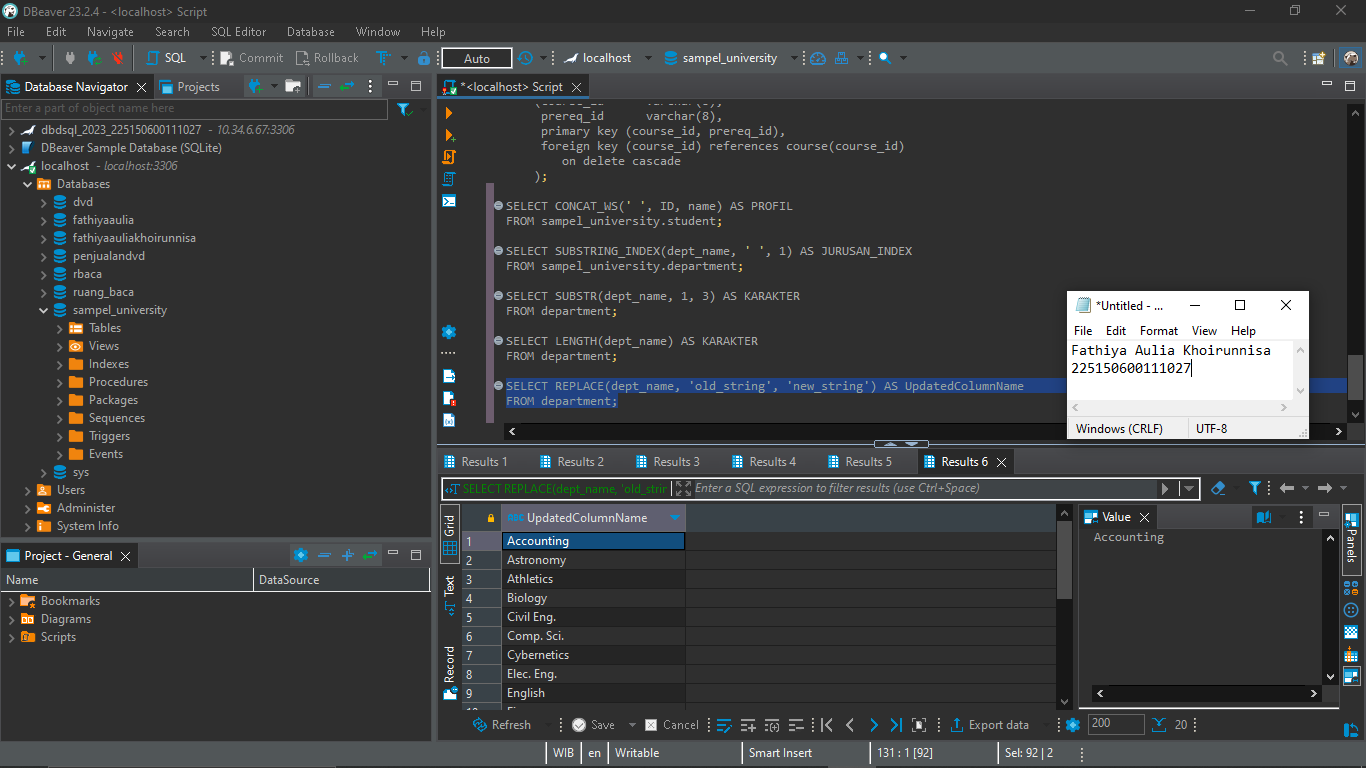 DBeaver 23.2.4 - <localhost> Script
File Edit Navigate Search SQL Editor Database Window Help
SQL Commit Rollback Auto localhost sampel_university
Database Navigator Projects
Enter a part of object name here
dbdsql_2023_225150600111027 - 10.34.6.67:3306
DBeaver Sample Database (SQLite)
localhost - localhost:3306
Databases
dvd
fathiyaaulia
fathiyaauliakhoirunnisa
penjualandvd
rbaca
ruang_baca
sampel_university
Tables
Views
Indexes
Procedures
Packages
Sequences
Triggers
Events
sys
Users
Administer
System Info
Project - General
Name DataSource
Bookmarks
Diagrams
Scripts
*<localhost> Script
prereq_id varchar(8),
primary key (course_id, prereq_id),
foreign key (course_id) references course(course_id)
on delete cascade
);
SELECT CONCAT_WS(' ', ID, name) AS PROFIL
FROM sampel_university.student;
SELECT SUBSTRING_INDEX(dept_name, ' ', 1) AS JURUSAN_INDEX
FROM sampel_university.department;
SELECT SUBSTR(dept_name, 1, 3) AS KARAKTER
FROM department;
SELECT LENGTH(dept_name) AS KARAKTER
FROM department;
SELECT REPLACE(dept_name, 'old_string', 'new_string') AS UpdatedColumnName
FROM department;
*Untitled - ...
File Edit Format View Help
Fathiya Aulia Khoirunnisa
225150600111027
Windows (CRLF) UTF-8
Results 1 Results 2 Results 3 Results 4 Results 5 Results 6
SELECT REPLACE(dept_name, 'old_strin Enter a SQL expression to filter results (use Ctrl+Space)
Grid
Text
Record
ABC UpdatedColumnName
1 Accounting
2 Astronomy
3 Athletics
4 Biology
5 Civil Eng.
6 Comp. Sci.
7 Cybernetics
8 Elec. Eng.
9 English
Value
Accounting
Panels
Refresh Save Cancel Export data 200 20
WIB en Writable Smart Insert 131 : 1 [92] Sel: 92 | 2